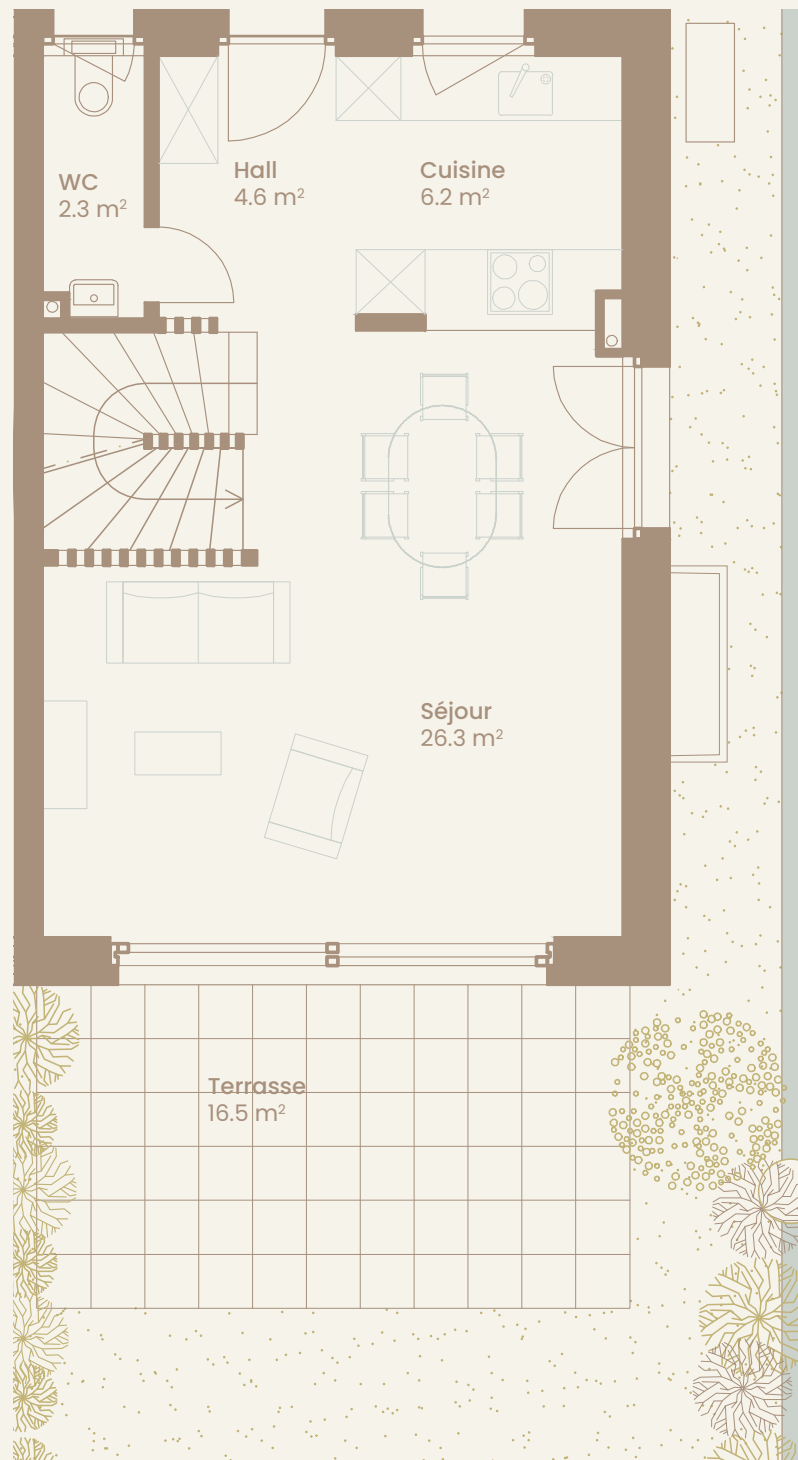 WC
2.3 m²
Hall
4.6 m²
Cuisine
6.2 m²
Séjour
26.3 m²
Terrasse
16.5 m²